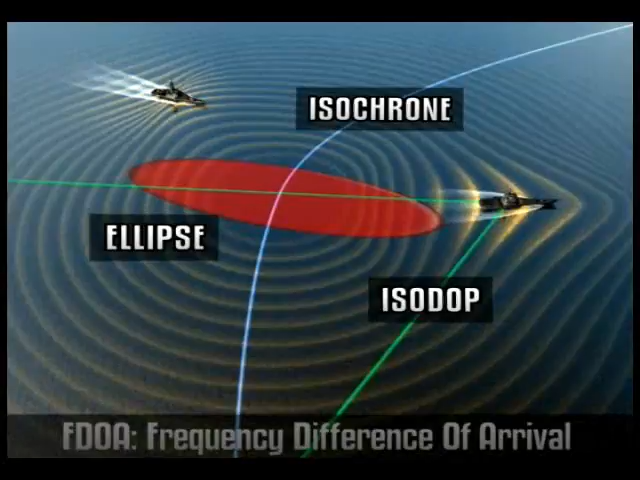 ISOCHRONE
ELLIPSE
ISODOP
FDOA: Frequency Difference Of Arrival